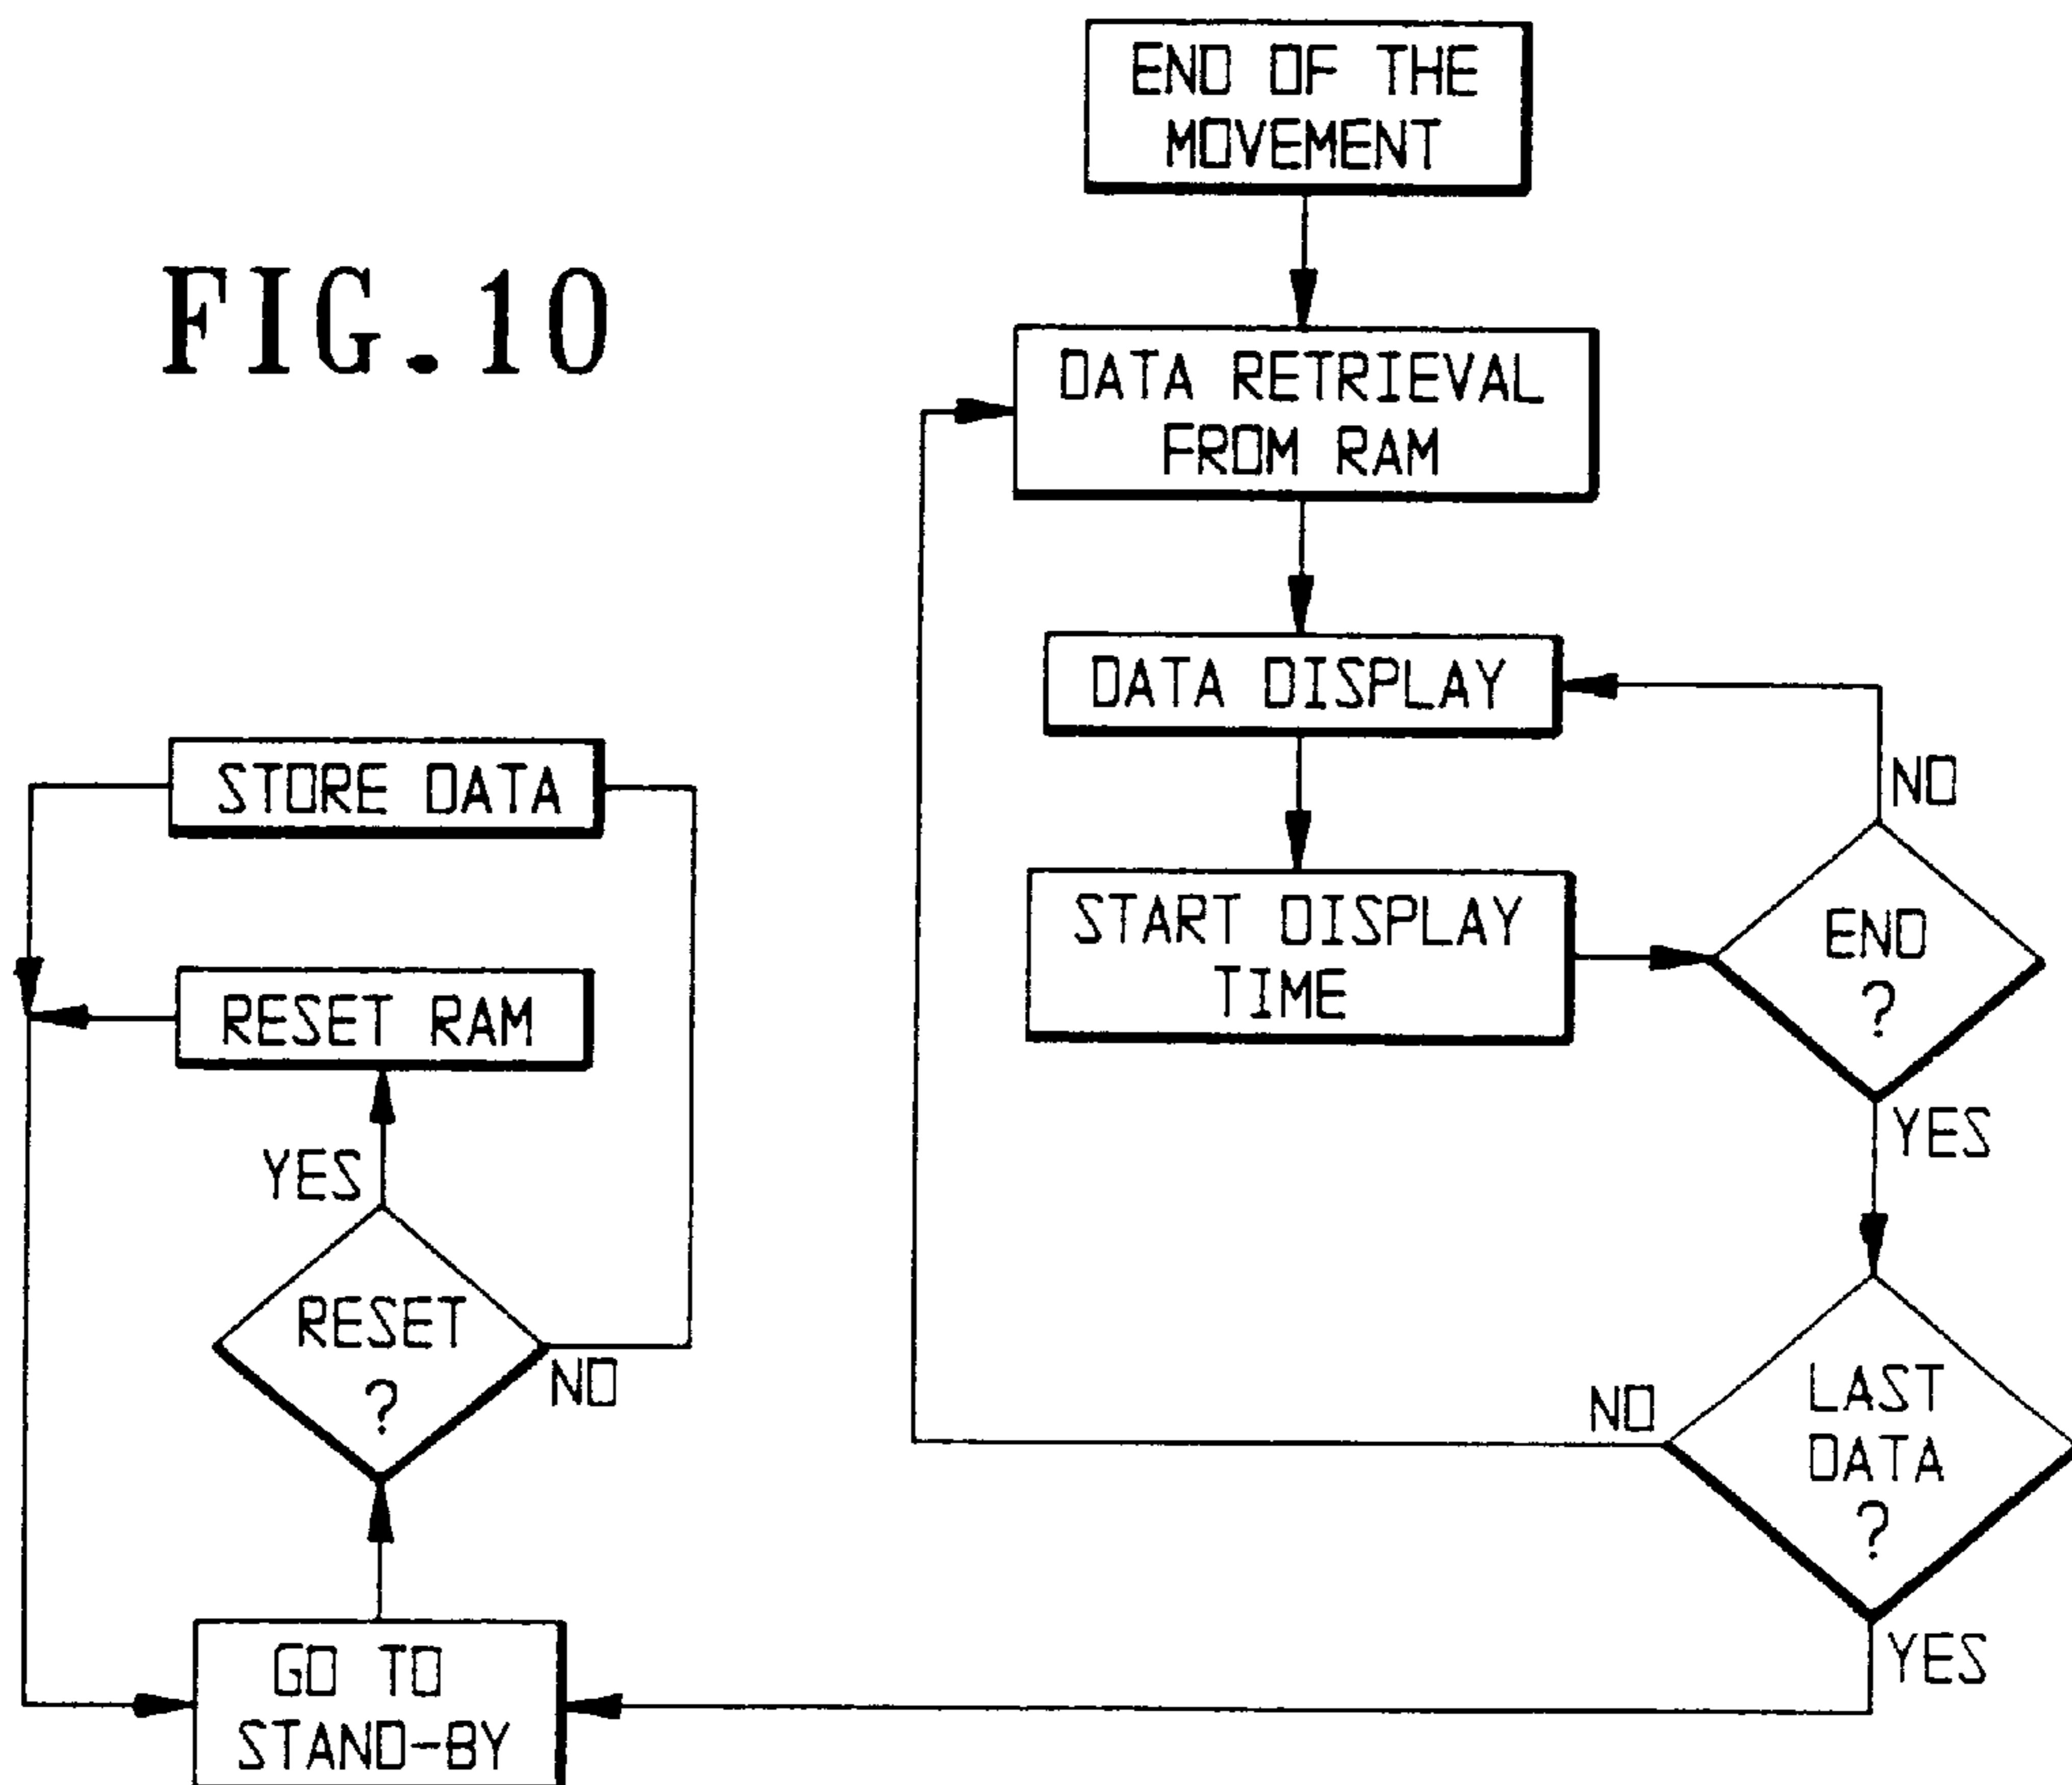 FIG.10
END OF THE
MOVEMENT
DATA RETRIEVAL
FROM RAM
DATA DISPLAY
START DISPLAY
TIME
NO
END
?
YES
LAST
DATA
?
NO
YES
STORE DATA
RESET RAM
YES
RESET
?
NO
GO TO
STAND-BY